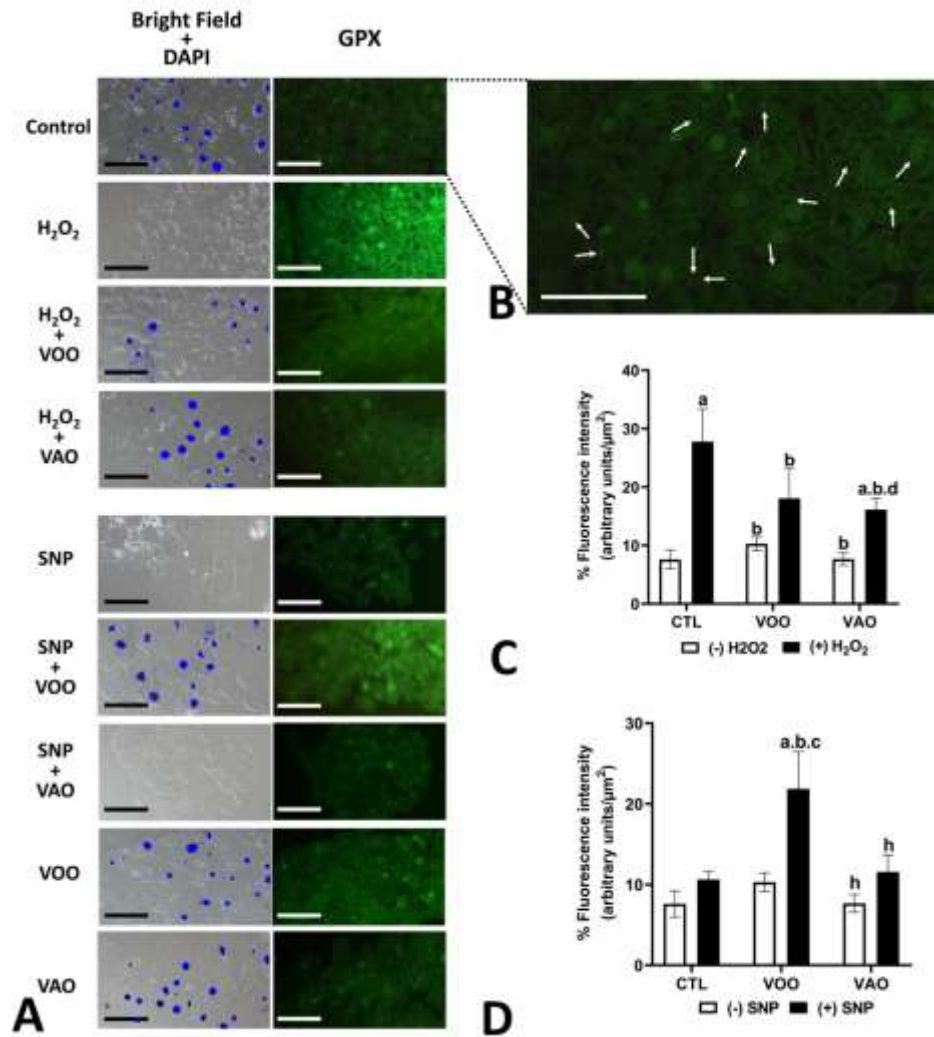 Bright Field
+
DAPI
GPX
Control
H₂O₂
H₂O₂
+
VOO
H₂O₂
+
VAO
SNP
SNP
+
VOO
SNP
+
VAO
VOO
VAO
A
B
% Fluorescence intensity
(arbitrary units/µm²)
40
30
20
10
0
a
b
b
b
a.b.d
CTL
VOO
VAO
(-) H2O2
(+) H₂O₂
C
% Fluorescence intensity
(arbitrary units/µm²)
30
20
10
0
a.b.c
h
h
CTL
VOO
VAO
(-) SNP
(+) SNP
D